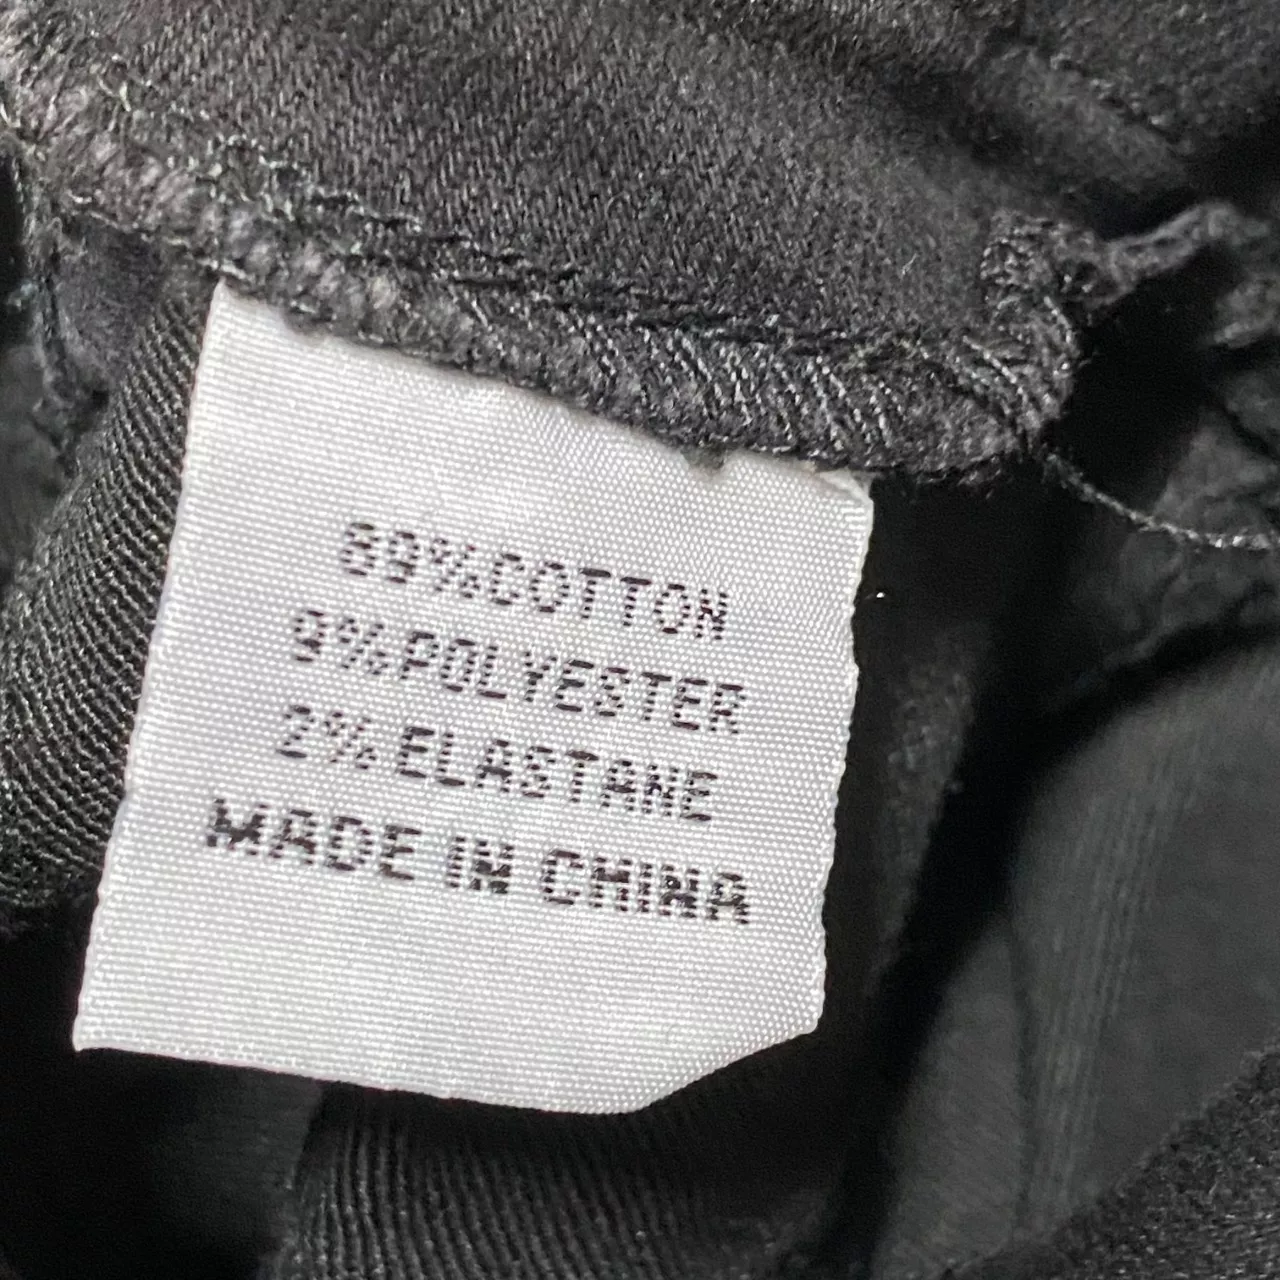 89%COTTON
9%POLYESTER
2%ELASTANE
MADE IN CHINA